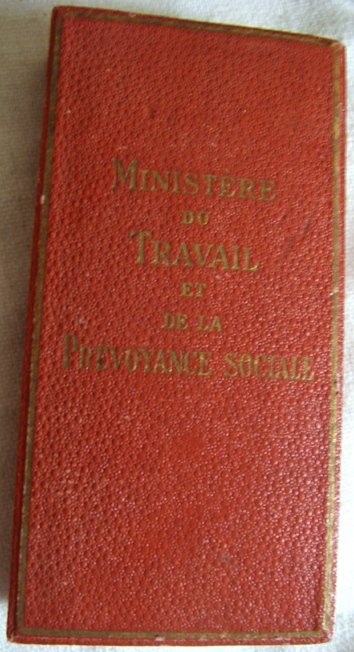 MINISTÈRE
DU
TRAVAIL
ET
DE LA
PRÉVOYANCE SOCIALE